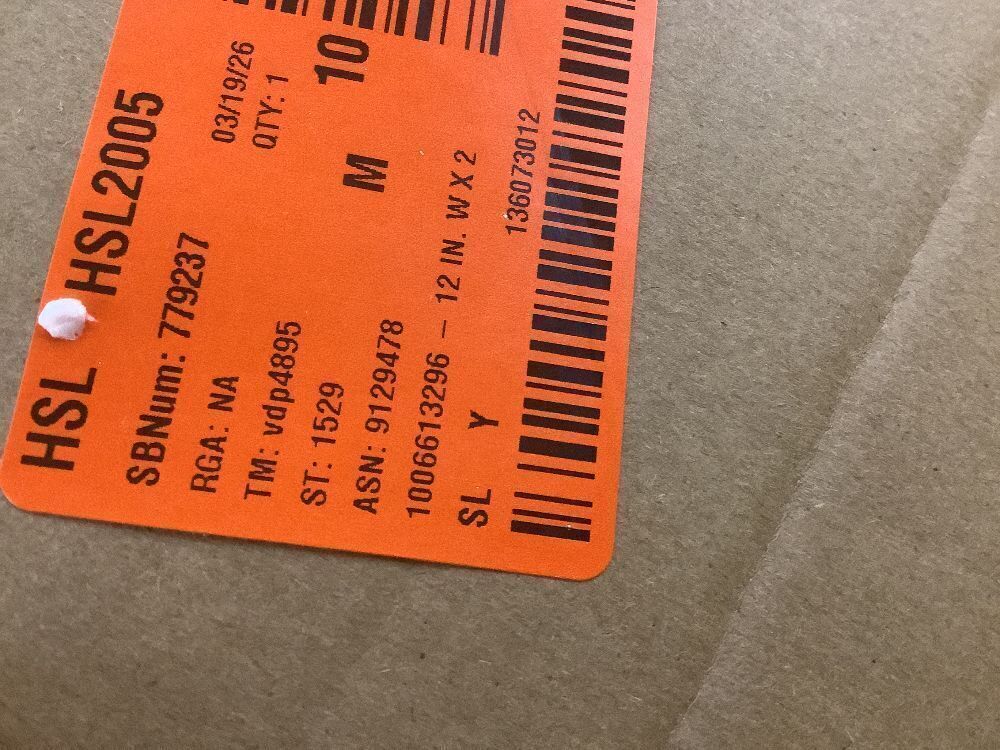 HSL HSL2005
SBNum: 779237 03/19/26
RGA: NA QTY: 1
TM: vdp4895
ST: 1529 M 10
ASN: 9129478
1006613296 – 12 IN. W X 2
SL Y 136073012